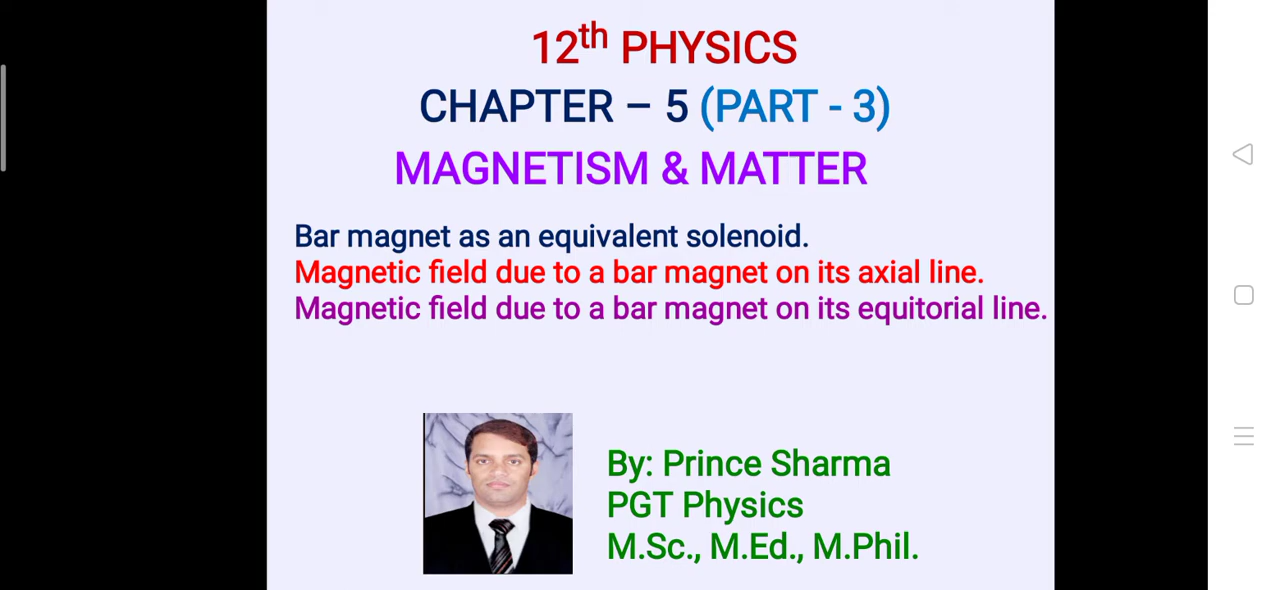 12th PHYSICS
CHAPTER – 5 (PART - 3)
MAGNETISM & MATTER
Bar magnet as an equivalent solenoid.
Magnetic field due to a bar magnet on its axial line.
Magnetic field due to a bar magnet on its equitorial line.
By: Prince Sharma
PGT Physics
M.Sc., M.Ed., M.Phil.